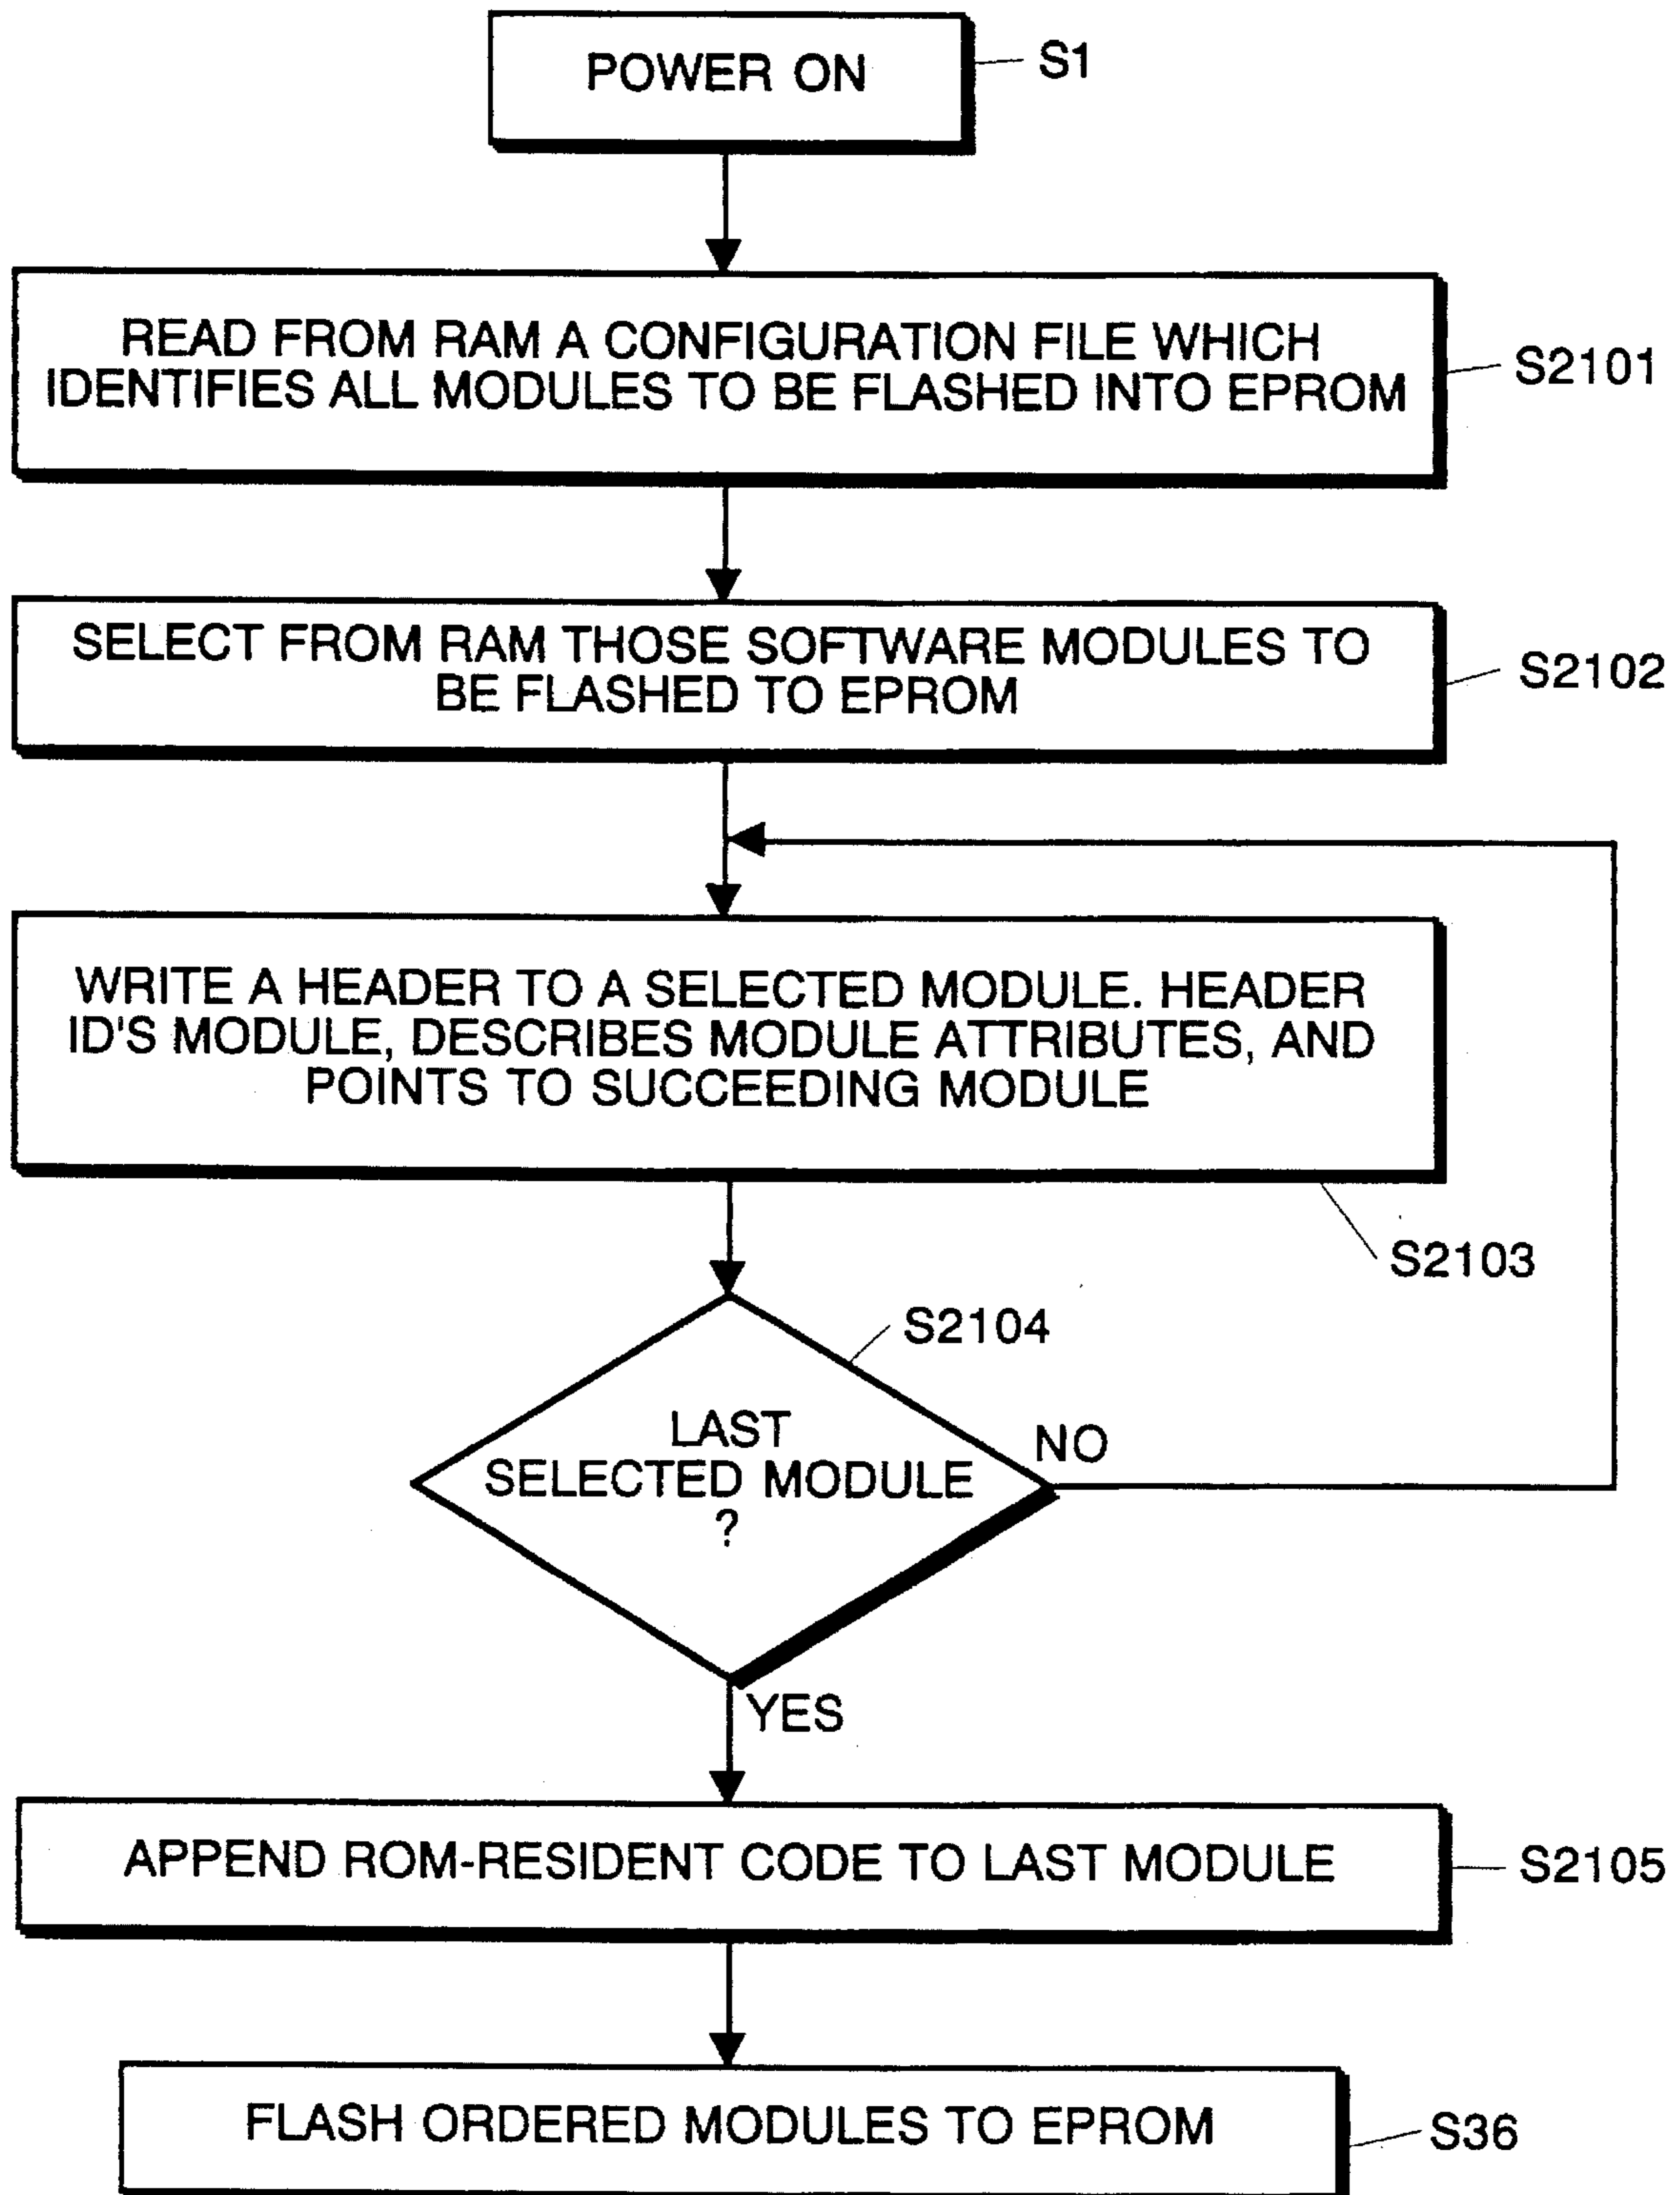 POWER ON
S1
READ FROM RAM A CONFIGURATION FILE WHICH
IDENTIFIES ALL MODULES TO BE FLASHED INTO EPROM
S2101
SELECT FROM RAM THOSE SOFTWARE MODULES TO
BE FLASHED TO EPROM
S2102
WRITE A HEADER TO A SELECTED MODULE. HEADER
ID'S MODULE, DESCRIBES MODULE ATTRIBUTES, AND
POINTS TO SUCCEEDING MODULE
S2103
S2104
LAST
SELECTED MODULE
?
NO
YES
APPEND ROM-RESIDENT CODE TO LAST MODULE
S2105
FLASH ORDERED MODULES TO EPROM
S36